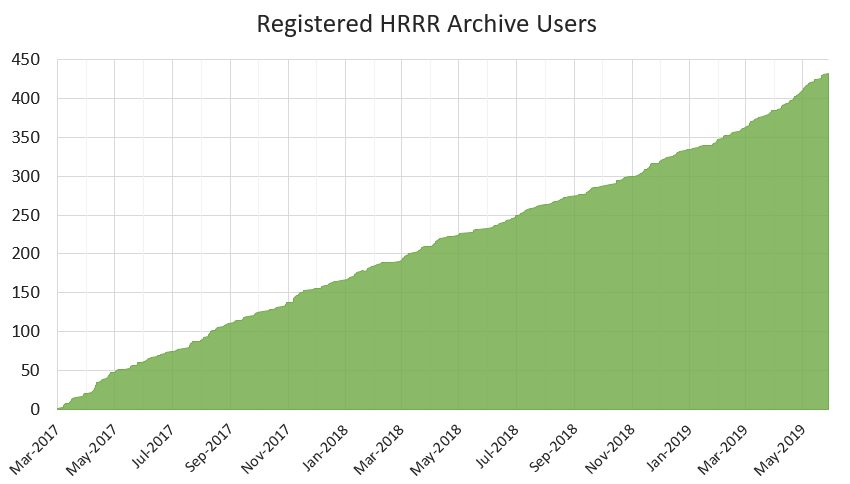 Registered HRRR Archive Users
450
400
350
300
250
200
150
100
50
0
Mar-2017
May-2017
Jul-2017
Sep-2017
Nov-2017
Jan-2018
Mar-2018
May-2018
Jul-2018
Sep-2018
Nov-2018
Jan-2019
Mar-2019
May-2019